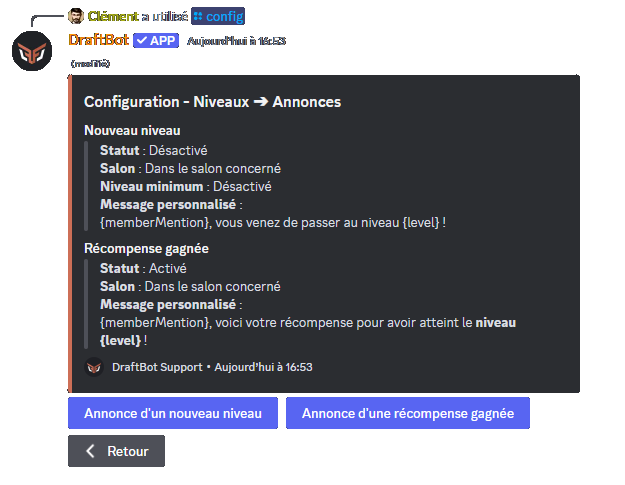 Clément a utilisé config
DraftBot ✓ APP Aujourd'hui à 16:53
(modifié)
Configuration - Niveaux ➔ Annonces
Nouveau niveau
Statut : Désactivé
Salon : Dans le salon concerné
Niveau minimum : Désactivé
Message personnalisé :
{memberMention}, vous venez de passer au niveau {level} !
Récompense gagnée
Statut : Activé
Salon : Dans le salon concerné
Message personnalisé :
{memberMention}, voici votre récompense pour avoir atteint le niveau
{level} !
DraftBot Support • Aujourd'hui à 16:53
Annonce d'un nouveau niveau Annonce d'une récompense gagnée
Retour